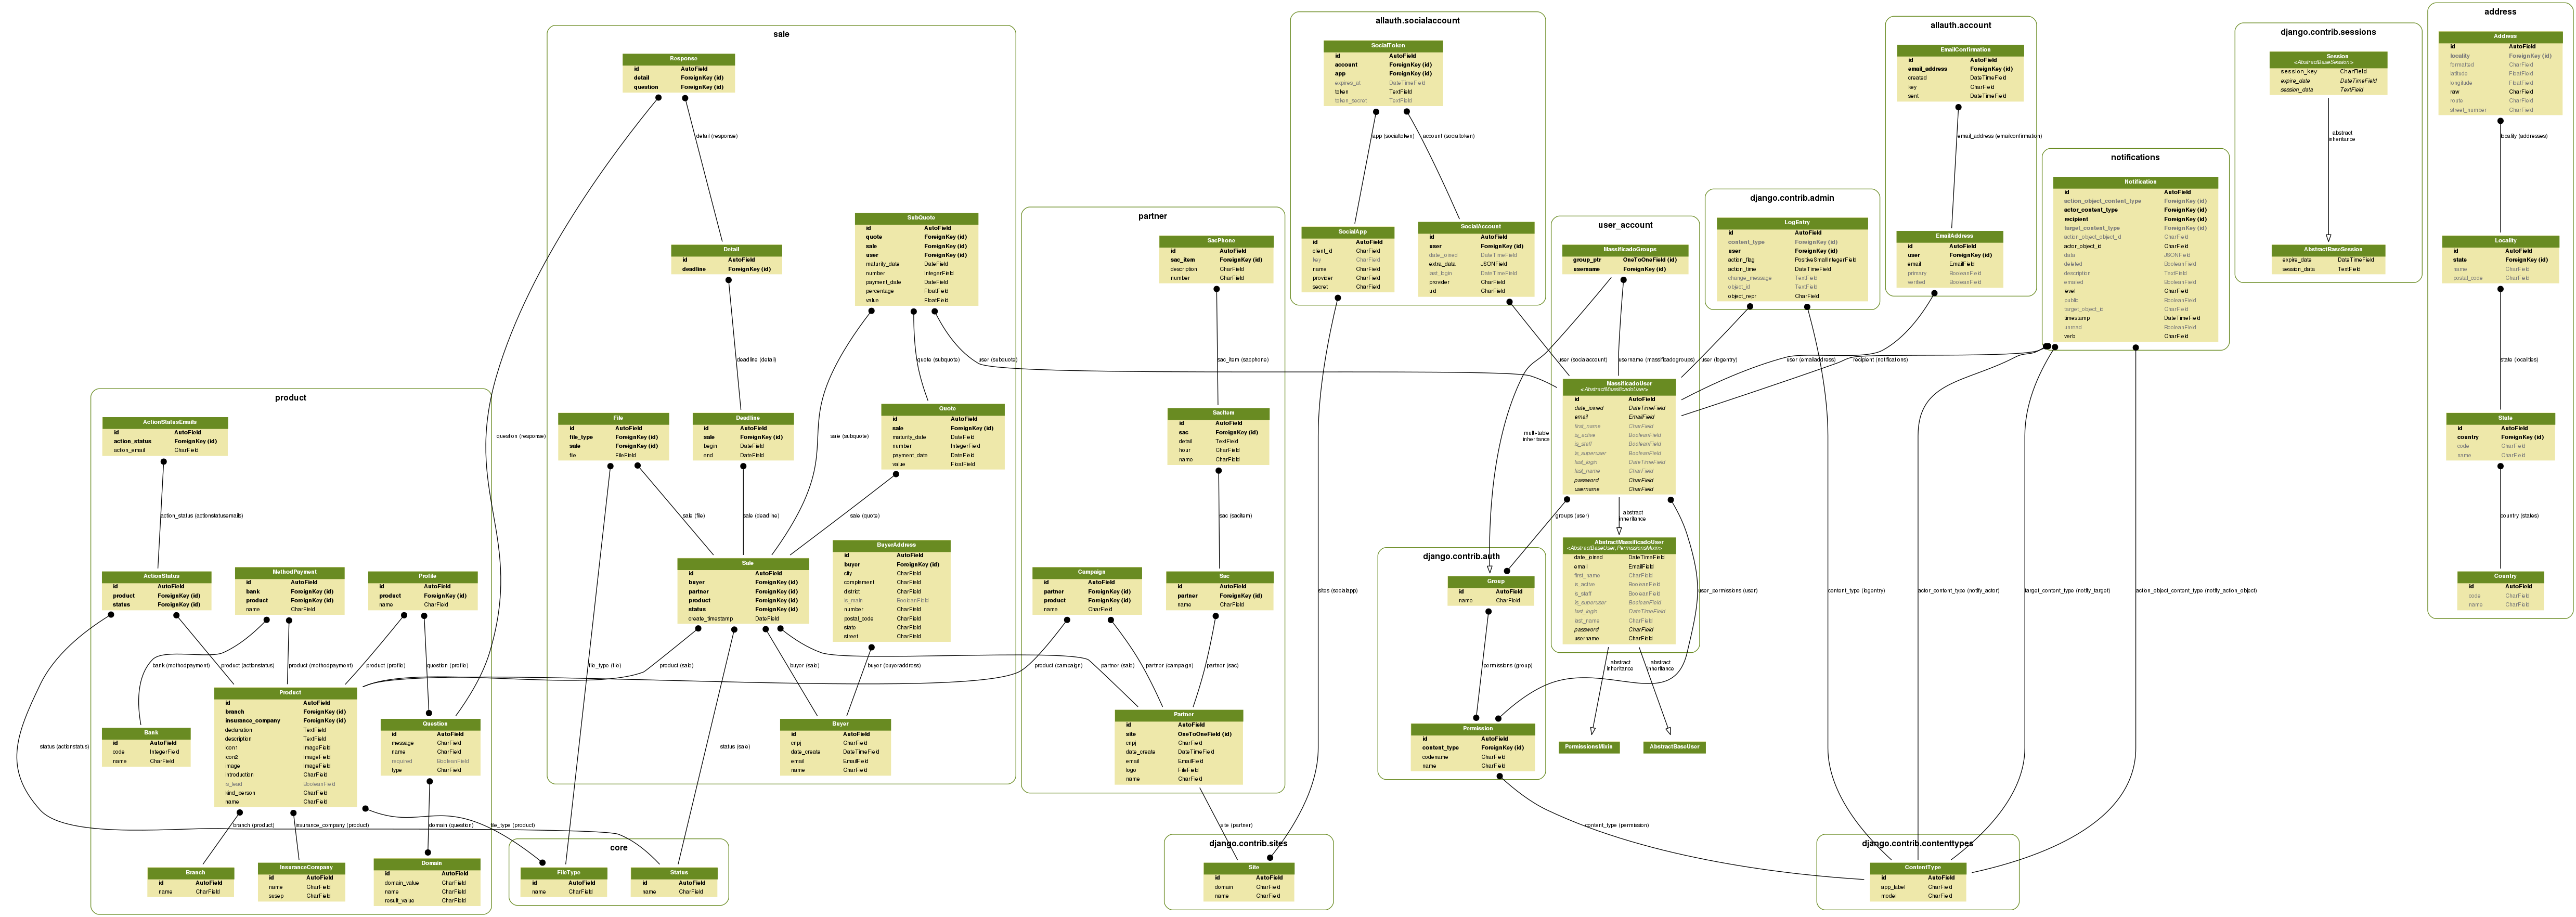 sale
Response
id AutoField
detail ForeignKey (id)
question ForeignKey (id)
detail (response)
question (response)
Detail
id AutoField
deadline ForeignKey (id)
deadline (detail)
SubQuote
id AutoField
quote ForeignKey (id)
sale ForeignKey (id)
user ForeignKey (id)
maturity_date DateField
number IntegerField
payment_date DateField
percentage FloatField
value FloatField
sale (subquote)
quote (subquote)
user (subquote)
File
id AutoField
file_type ForeignKey (id)
sale ForeignKey (id)
file FileField
Deadline
id AutoField
sale ForeignKey (id)
begin DateField
end DateField
Quote
id AutoField
sale ForeignKey (id)
maturity_date DateField
number IntegerField
payment_date DateField
value FloatField
sale (file)
sale (deadline)
sale (quote)
Sale
id AutoField
buyer ForeignKey (id)
partner ForeignKey (id)
product ForeignKey (id)
status ForeignKey (id)
create_timestamp DateField
BuyerAddress
id AutoField
buyer ForeignKey (id)
city CharField
complement CharField
district CharField
is_main BooleanField
number CharField
postal_code CharField
state CharField
street CharField
file_type (file)
product (sale)
buyer (sale)
buyer (buyeraddress)
status (sale)
Buyer
id AutoField
cnpj CharField
date_create DateTimeField
email EmailField
name CharField
product
ActionStatusEmails
id AutoField
action_status ForeignKey (id)
action_email CharField
action_status (actionstatusemails)
ActionStatus
id AutoField
product ForeignKey (id)
status ForeignKey (id)
MethodPayment
id AutoField
bank ForeignKey (id)
product ForeignKey (id)
name CharField
Profile
id AutoField
product ForeignKey (id)
name CharField
bank (methodpayment)
product (actionstatus)
product (methodpayment)
product (profile)
question (profile)
status (actionstatus)
Bank
id AutoField
code IntegerField
name CharField
Product
id AutoField
branch ForeignKey (id)
insurance_company ForeignKey (id)
declaration TextField
description TextField
icon1 ImageField
icon2 ImageField
image ImageField
introduction CharField
is_lead BooleanField
kind_person CharField
name CharField
Question
id AutoField
message CharField
name CharField
required BooleanField
type CharField
branch (product)
insurance_company (product)
domain (question)
file_type (product)
Branch
id AutoField
name CharField
InsuranceCompany
id AutoField
name CharField
susep CharField
Domain
id AutoField
domain_value CharField
name CharField
result_value CharField
core
FileType
id AutoField
name CharField
Status
id AutoField
name CharField
partner
SacPhone
id AutoField
sac_item ForeignKey (id)
description CharField
number CharField
sac_item (sacphone)
SacItem
id AutoField
sac ForeignKey (id)
detail TextField
hour CharField
name CharField
sac (sacitem)
Campaign
id AutoField
partner ForeignKey (id)
product ForeignKey (id)
name CharField
Sac
id AutoField
partner ForeignKey (id)
name CharField
product (campaign)
partner (sale)
partner (campaign)
partner (sac)
Partner
id AutoField
site OneToOneField (id)
cnpj CharField
date_create DateTimeField
email EmailField
logo FileField
name CharField
site (partner)
django.contrib.sites
Site
id AutoField
domain CharField
name CharField
allauth.socialaccount
SocialToken
id AutoField
account ForeignKey (id)
app ForeignKey (id)
expires_at DateTimeField
token TextField
token_secret TextField
app (socialtoken)
account (socialtoken)
SocialApp
id AutoField
client_id CharField
key CharField
name CharField
provider CharField
secret CharField
SocialAccount
id AutoField
user ForeignKey (id)
date_joined DateTimeField
extra_data JSONField
last_login DateTimeField
provider CharField
uid CharField
sites (socialapp)
user (socialaccount)
user_account
MassificadoGroups
group_ptr OneToOneField (id)
username ForeignKey (id)
username (massificadogroups)
multi-table
inheritance
MassificadoUser
<AbstractMassificadoUser>
id AutoField
date_joined DateTimeField
email EmailField
first_name CharField
is_active BooleanField
is_staff BooleanField
is_superuser BooleanField
last_login DateTimeField
last_name CharField
password CharField
username CharField
groups (user)
abstract
inheritance
user_permissions (user)
AbstractMassificadoUser
<AbstractBaseUser,PermissionsMixin>
date_joined DateTimeField
email EmailField
first_name CharField
is_active BooleanField
is_staff BooleanField
is_superuser BooleanField
last_login DateTimeField
last_name CharField
password CharField
username CharField
abstract
inheritance
abstract
inheritance
PermissionsMixin
AbstractBaseUser
django.contrib.auth
Group
id AutoField
name CharField
permissions (group)
Permission
id AutoField
content_type ForeignKey (id)
codename CharField
name CharField
content_type (permission)
django.contrib.admin
LogEntry
id AutoField
content_type ForeignKey (id)
user ForeignKey (id)
action_flag PositiveSmallIntegerField
action_time DateTimeField
change_message TextField
object_id TextField
object_repr CharField
user (logentry)
content_type (logentry)
allauth.account
EmailConfirmation
id AutoField
email_address ForeignKey (id)
created DateTimeField
key CharField
sent DateTimeField
email_address (emailconfirmation)
EmailAddress
id AutoField
user ForeignKey (id)
email EmailField
primary BooleanField
verified BooleanField
user (emailaddress)
recipient (notifications)
notifications
Notification
id AutoField
action_object_content_type ForeignKey (id)
actor_content_type ForeignKey (id)
recipient ForeignKey (id)
target_content_type ForeignKey (id)
action_object_object_id CharField
actor_object_id CharField
data JSONField
deleted BooleanField
description TextField
emailed BooleanField
level CharField
public BooleanField
target_object_id CharField
timestamp DateTimeField
unread BooleanField
verb CharField
actor_content_type (notify_actor)
target_content_type (notify_target)
action_object_content_type (notify_action_object)
django.contrib.contenttypes
ContentType
id AutoField
app_label CharField
model CharField
django.contrib.sessions
Session
<AbstractBaseSession>
session_key CharField
expire_date DateTimeField
session_data TextField
abstract
inheritance
AbstractBaseSession
expire_date DateTimeField
session_data TextField
address
Address
id AutoField
locality ForeignKey (id)
formatted CharField
latitude FloatField
longitude FloatField
raw CharField
route CharField
street_number CharField
locality (addresses)
Locality
id AutoField
state ForeignKey (id)
name CharField
postal_code CharField
state (localities)
State
id AutoField
country ForeignKey (id)
code CharField
name CharField
country (states)
Country
id AutoField
code CharField
name CharField